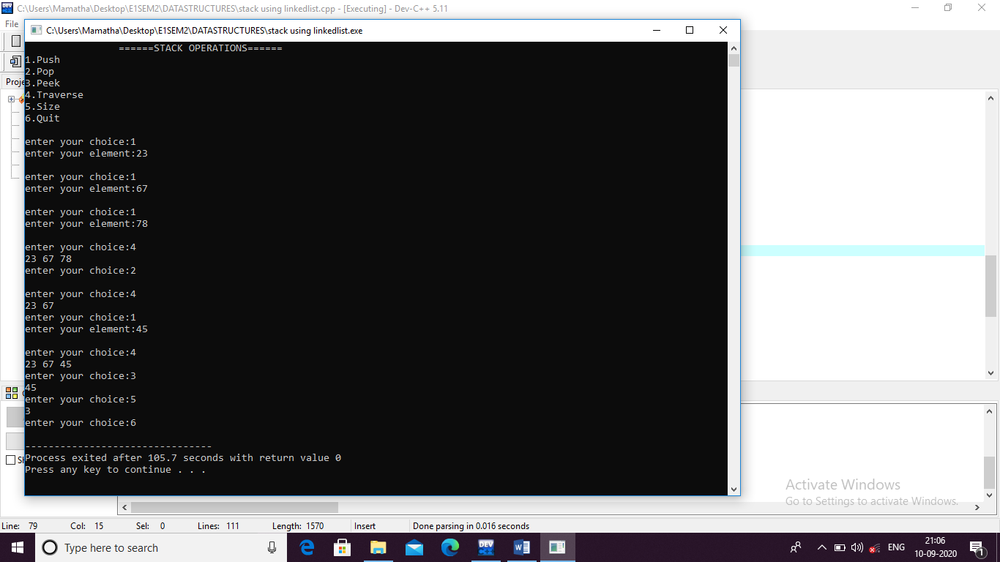 C:\Users\Mamatha\Desktop\E1SEM2\DATASTRUCTURES\stack using linkedlist.cpp - [Executing] - Dev-C++ 5.11
File
C:\Users\Mamatha\Desktop\E1SEM2\DATASTRUCTURES\stack using linkedlist.exe
======STACK OPERATIONS======
1.Push
2.Pop
3.Peek
4.Traverse
5.Size
6.Quit
enter your choice:1
enter your element:23
enter your choice:1
enter your element:67
enter your choice:1
enter your element:78
enter your choice:4
23 67 78
enter your choice:2
enter your choice:4
23 67
enter your choice:1
enter your element:45
enter your choice:4
23 67 45
enter your choice:3
45
enter your choice:5
3
enter your choice:6
--------------------------------
Process exited after 105.7 seconds with return value 0
Press any key to continue . . .
Activate Windows
Go to Settings to activate Windows.
Line: 79 Col: 15 Sel: 0 Lines: 111 Length: 1570 Insert Done parsing in 0.016 seconds
Type here to search
DEV
ENG
21:06
10-09-2020
1